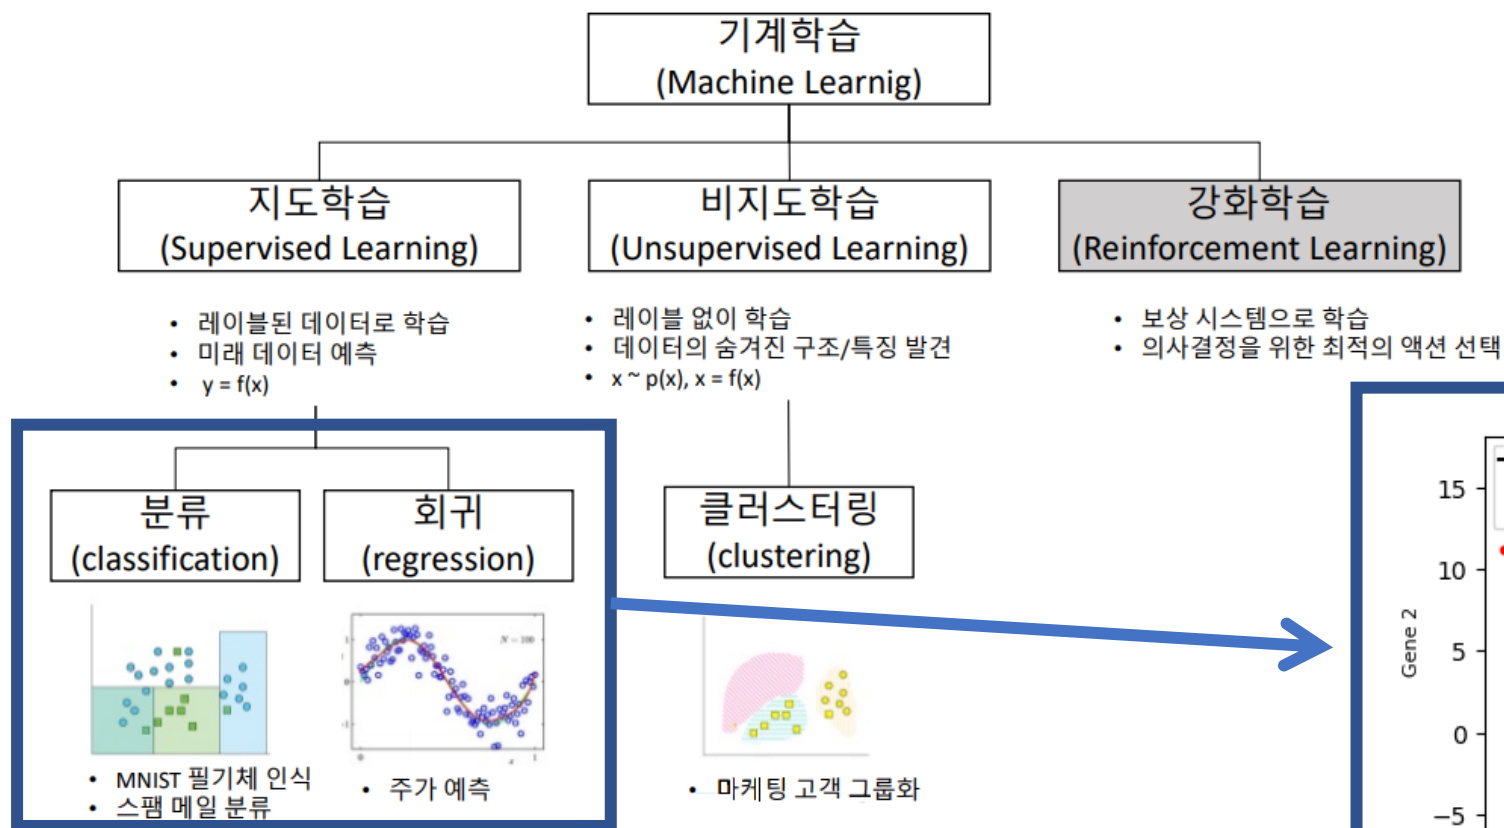 기계학습
(Machine Learnig)
지도학습
(Supervised Learning)
비지도학습
(Unsupervised Learning)
강화학습
(Reinforcement Learning)
• 레이블된 데이터로 학습
• 미래 데이터 예측
• y = f(x)
• 레이블 없이 학습
• 데이터의 숨겨진 구조/특징 발견
• x ~ p(x), x = f(x)
• 보상 시스템으로 학습
• 의사결정을 위한 최적의 액션 선택
분류
(classification)
회귀
(regression)
클러스터링
(clustering)
N = 100
1
0
-1
0
x
1
• MNIST 필기체 인식
• 스팸 메일 분류
• 주가 예측
• 마케팅 고객 그룹화
Gene 2
15
10
5
0
−5